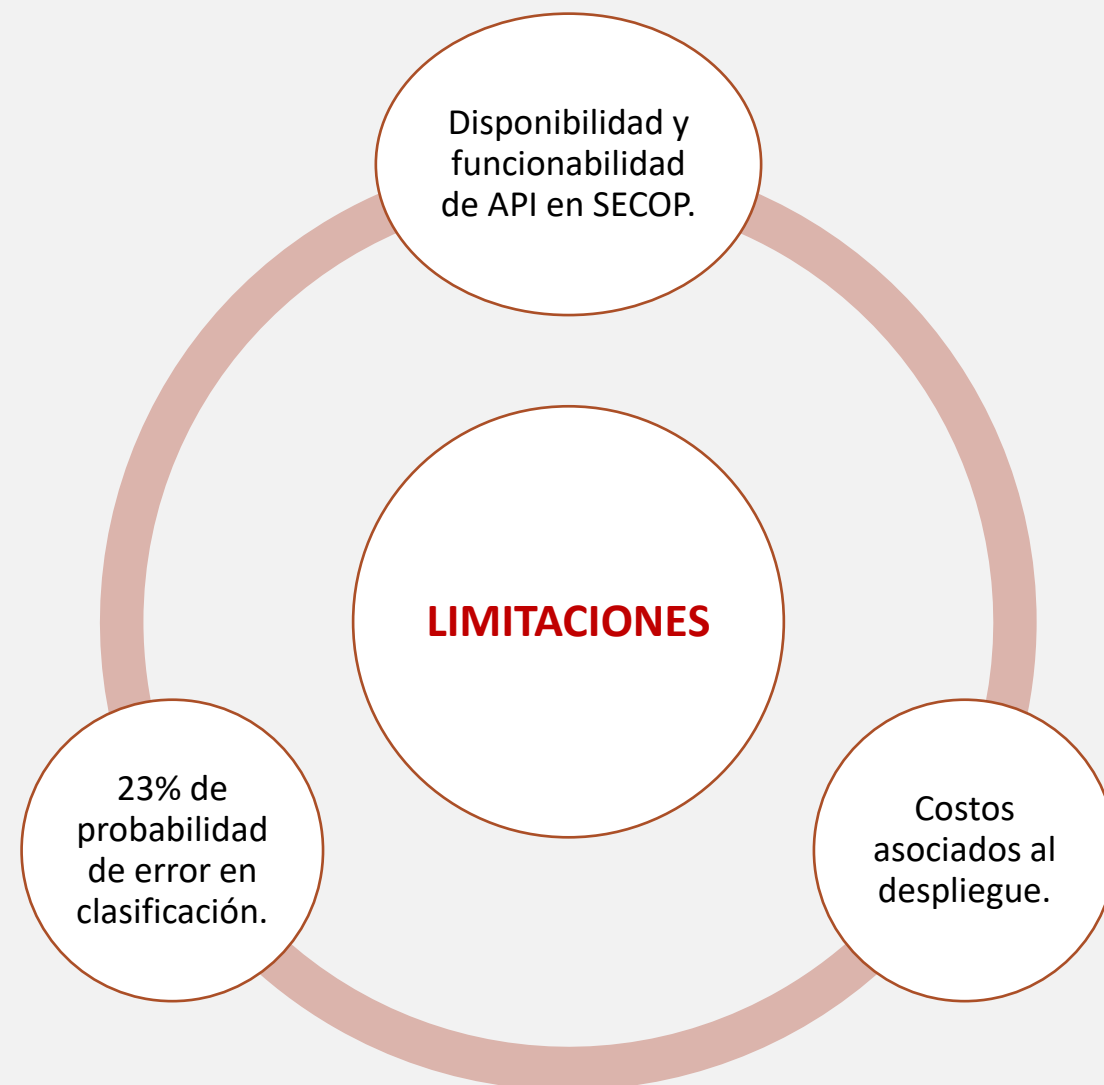 Disponibilidad y
funcionabilidad
de API en SECOP.
LIMITACIONES
23% de
probabilidad
de error en
clasificación.
Costos
asociados al
despliegue.